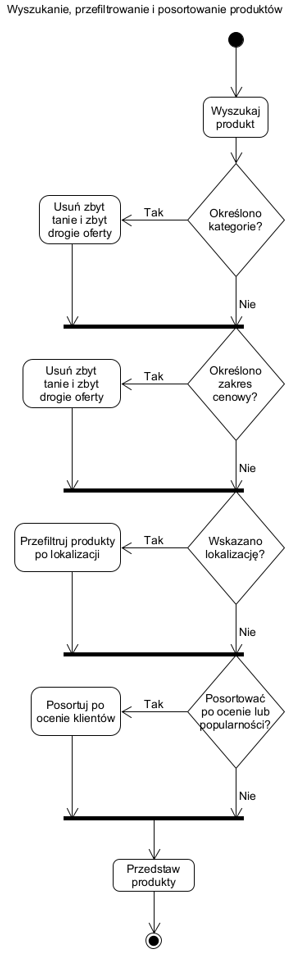 Wyszukanie, przefiltrowanie i posortowanie produktów
Wyszukaj
produkt
Określono
kategorie?
Tak
Usuń zbyt
tanie i zbyt
drogie oferty
Nie
Określono
zakres
cenowy?
Tak
Usuń zbyt
tanie i zbyt
drogie oferty
Nie
Wskazano
lokalizację?
Tak
Przefiltruj produkty
po lokalizacji
Nie
Posortować
po ocenie lub
popularności?
Tak
Posortuj po
ocenie klientów
Nie
Przedstaw
produkty